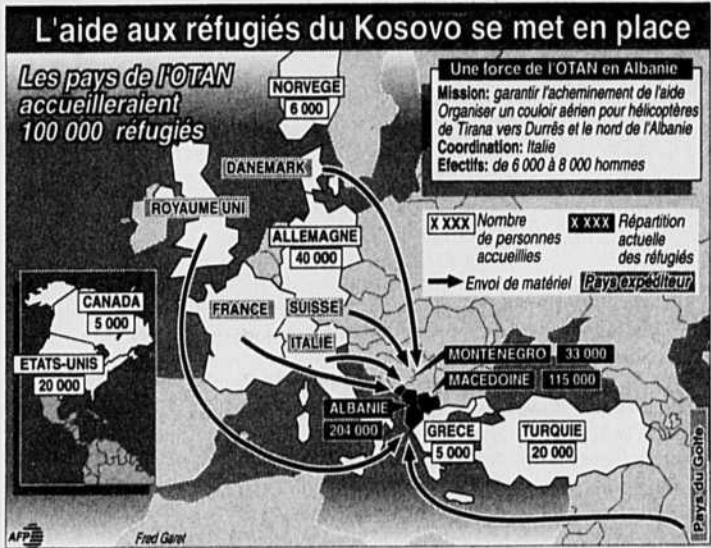 L'aide aux réfugiés du Kosovo se met en place
Les pays de l'OTAN
accueilleraient
100 000 réfugiés
Une force de l'OTAN en Albanie
Mission: garantir l'acheminement de l'aide
Organiser un couloir aérien pour hélicoptères
de Tirana vers Durrës et le nord de l'Albanie
Coordination: Italie
Efectifs: de 6 000 à 8 000 hommes
X XXX Nombre
de personnes
accueillies
X XXX Répartition
actuelle
des réfugiés
Envoi de matériel Pays expéditeur
NORVEGE
6 000
DANEMARK
ROYAUME UNI
ALLEMAGNE
40 000
CANADA
5 000
ETATS-UNIS
20 000
FRANCE
SUISSE
ITALIE
MONTENEGRO 33 000
MACEDOINE 115 000
ALBANIE
204 000
GRECE
5 000
TURQUIE
20 000
Pays du Golfe
AFP
Fred Garet